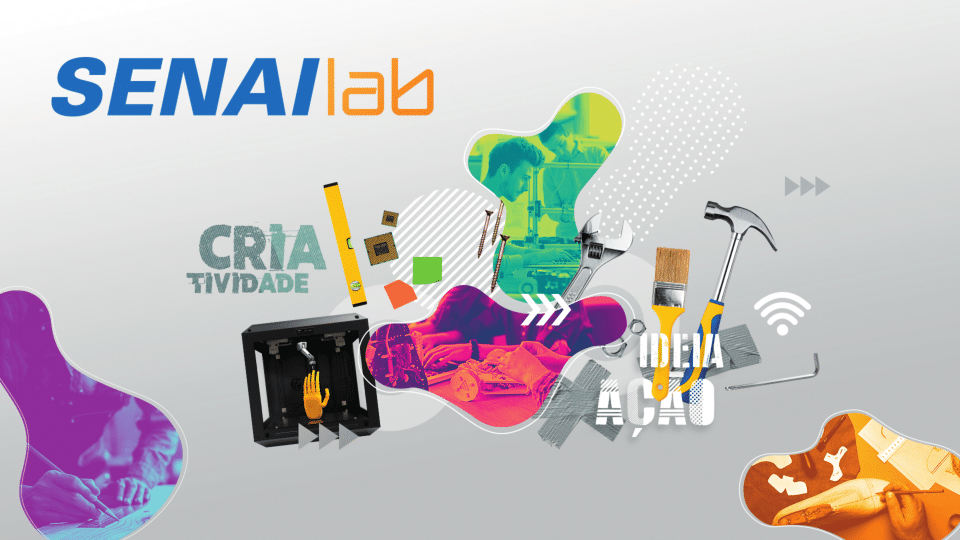 SENAI lab
CRIA
TIVIDADE
IDEIA
AÇÃO